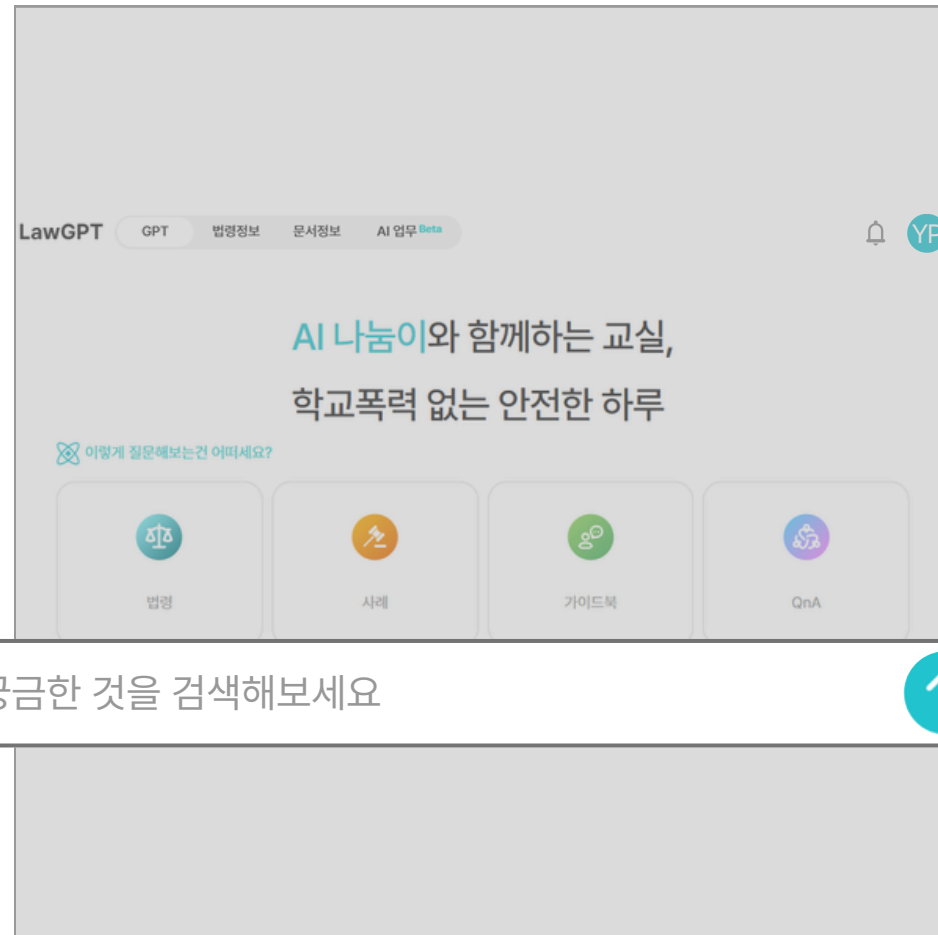 LawGPT GPT 법령정보 문서정보 AI 업무 Beta YP
AI 나눔이와 함께하는 교실,
학교폭력 없는 안전한 하루
이렇게 질문해보는건 어떠세요?
법령 사례 가이드북 QnA
궁금한 것을 검색해보세요